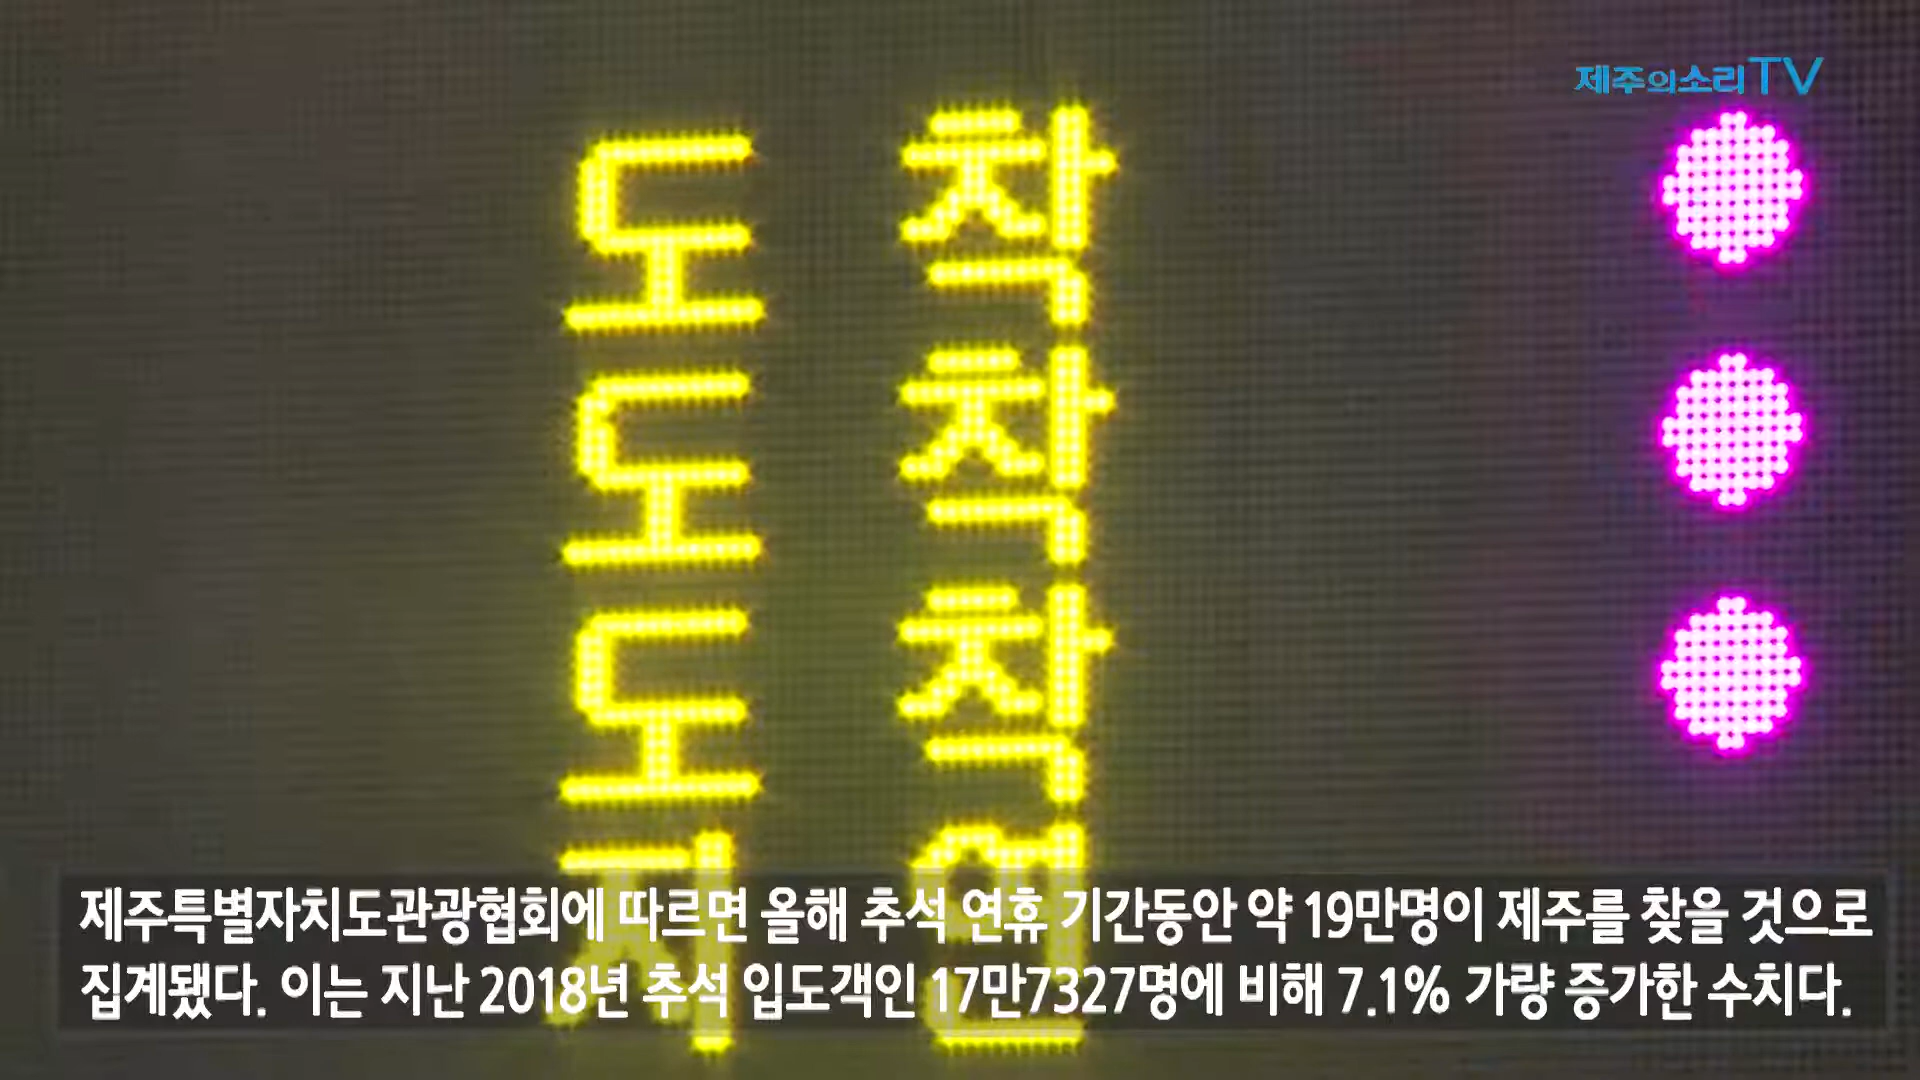 제주의소리TV
도 착
도 착
도 착
지 연
제주특별자치도관광협회에 따르면 올해 추석 연휴 기간동안 약 19만명이 제주를 찾을 것으로
집계됐다. 이는 지난 2018년 추석 입도객인 17만7327명에 비해 7.1% 가량 증가한 수치다.